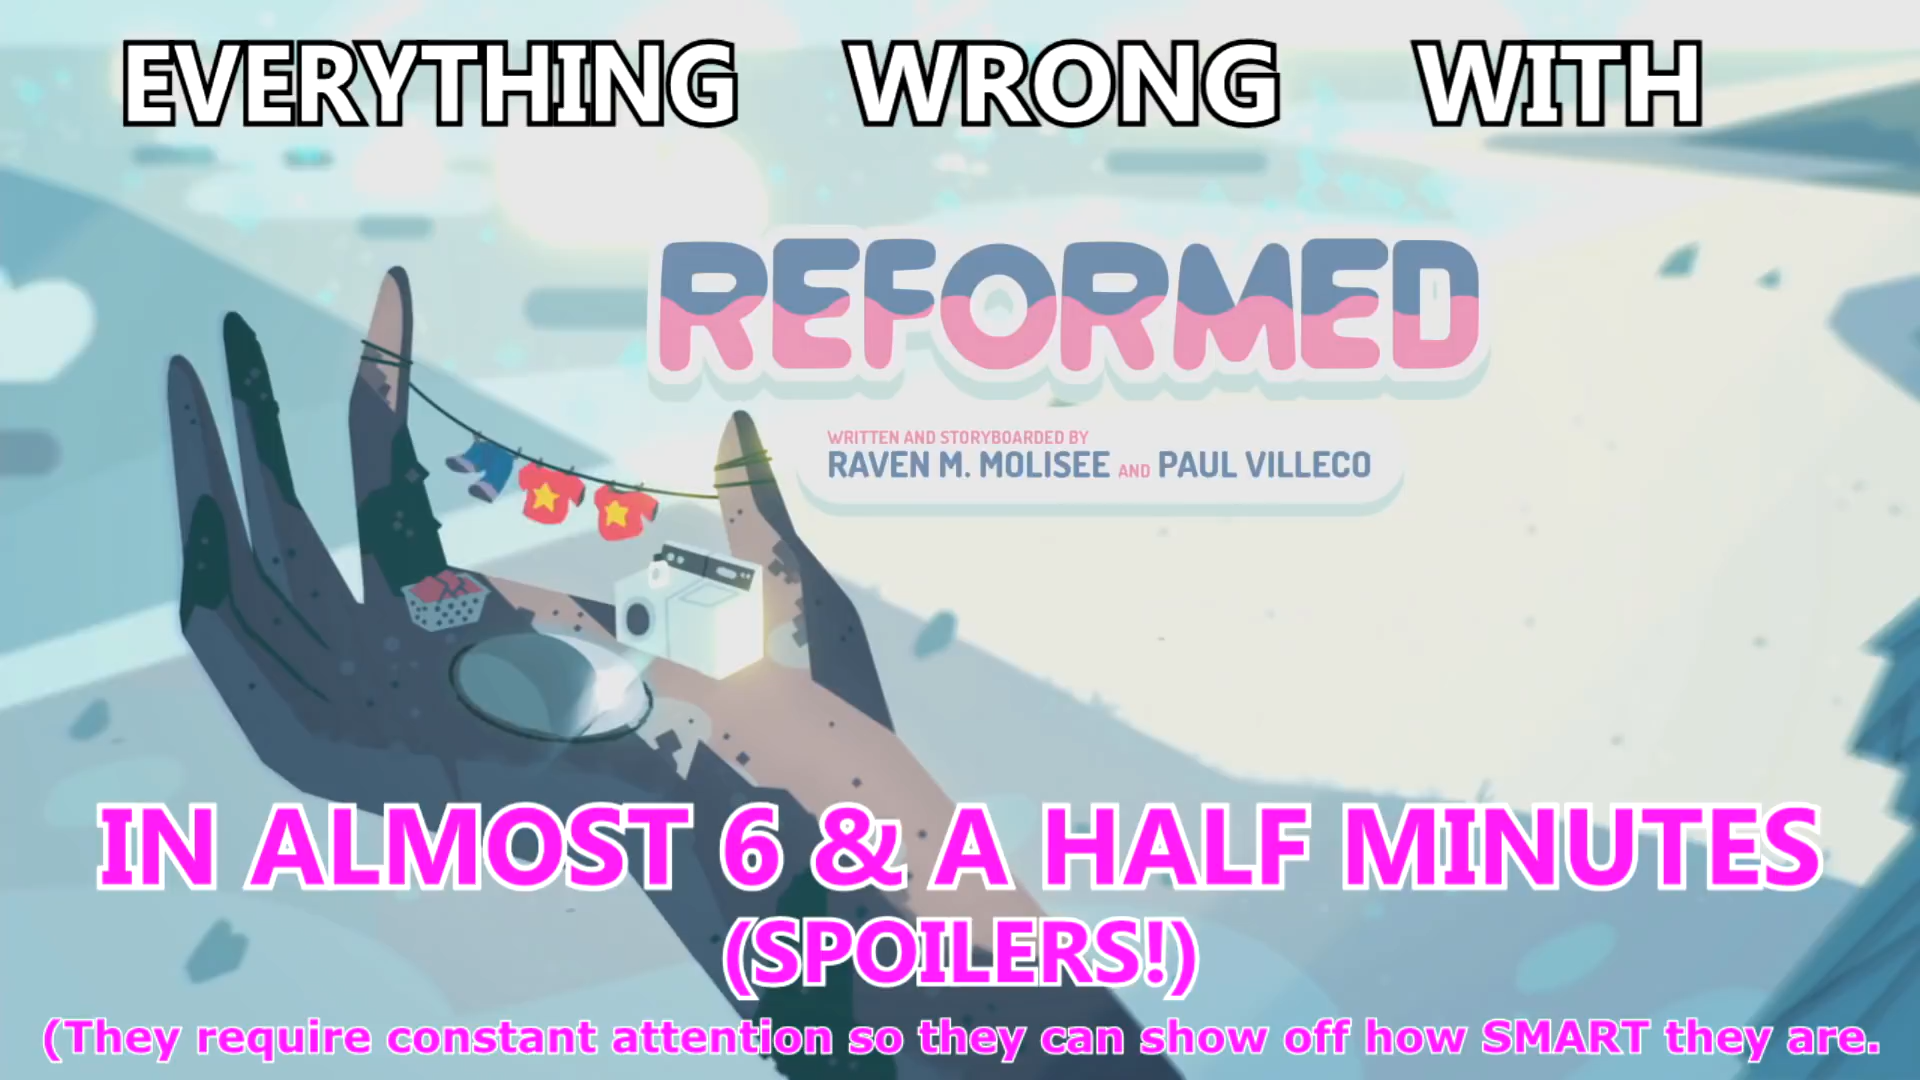 EVERYTHING WRONG WITH
REFORMED
WRITTEN AND STORYBOARDED BY
RAVEN M. MOLISEE AND PAUL VILLECO
IN ALMOST 6 & A HALF MINUTES
(SPOILERS!)
(They require constant attention so they can show off how SMART they are.